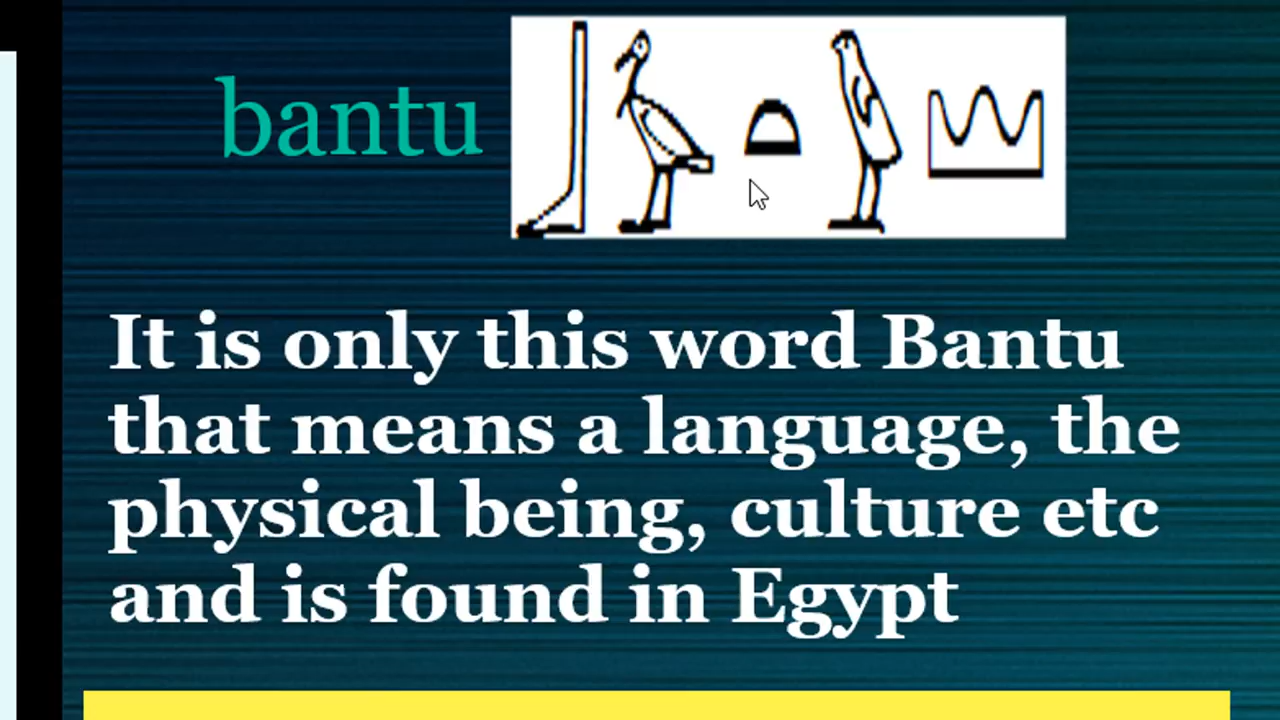 bantu 𓃀𓅡𓏏𓅱𓈉
It is only this word Bantu
that means a language, the
physical being, culture etc
and is found in Egypt